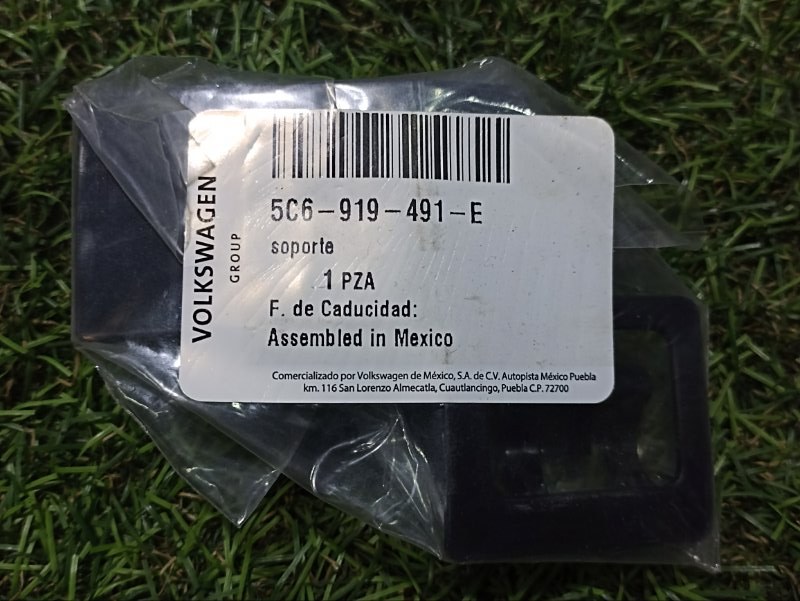 VOLKSWAGEN
GROUP
5C6-919-491-E
soporte
1 PZA
F. de Caducidad:
Assembled in Mexico
Comercializado por Volkswagen de México, S.A. de C.V. Autopista México Puebla
km. 116 San Lorenzo Almecatla, Cuautlancingo, Puebla C.P. 72700